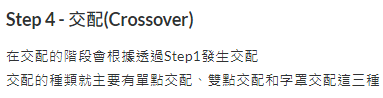 Step 4 - 交配(Crossover)
在交配的階段會根據透過Step1發生交配
交配的種類就主要有單點交配、雙點交配和字罩交配這三種